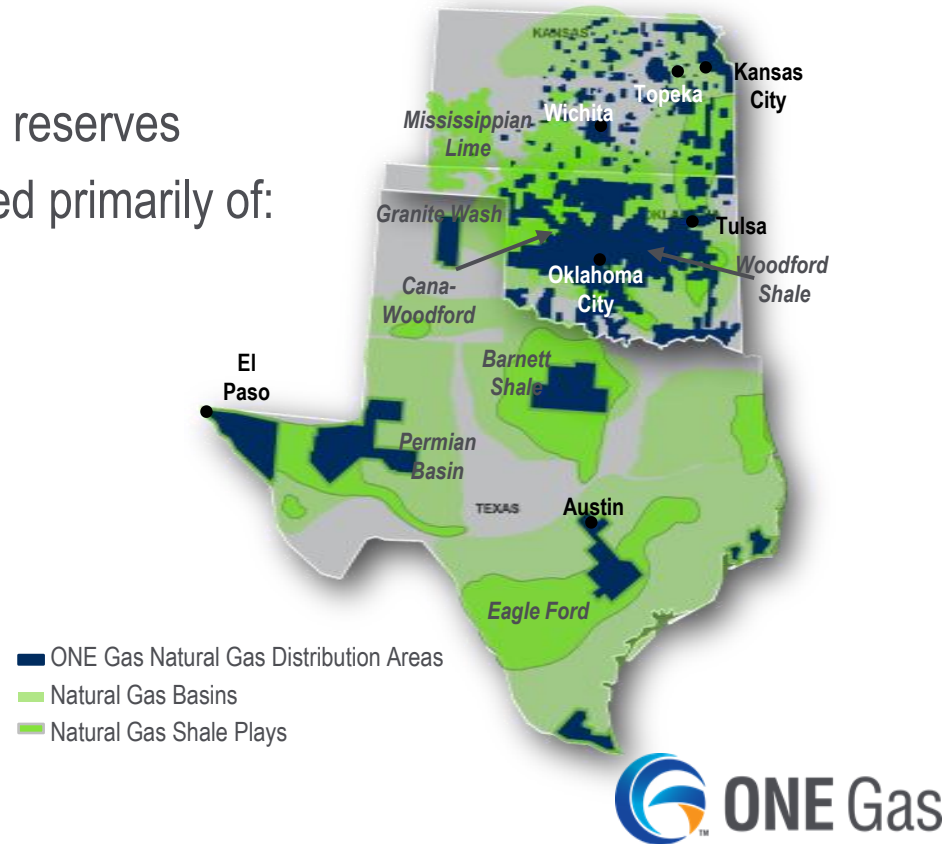 reserves
ed primarily of:
KANSAS
Kansas
City
Topeka
Wichita
Mississippian
Lime
Granite Wash
OKLAHOMA
Tulsa
Cana-
Woodford
Oklahoma
City
Woodford
Shale
Barnett
Shale
El
Paso
Permian
Basin
TEXAS
Austin
Eagle Ford
ONE Gas Natural Gas Distribution Areas
Natural Gas Basins
Natural Gas Shale Plays
ONE Gas
TM